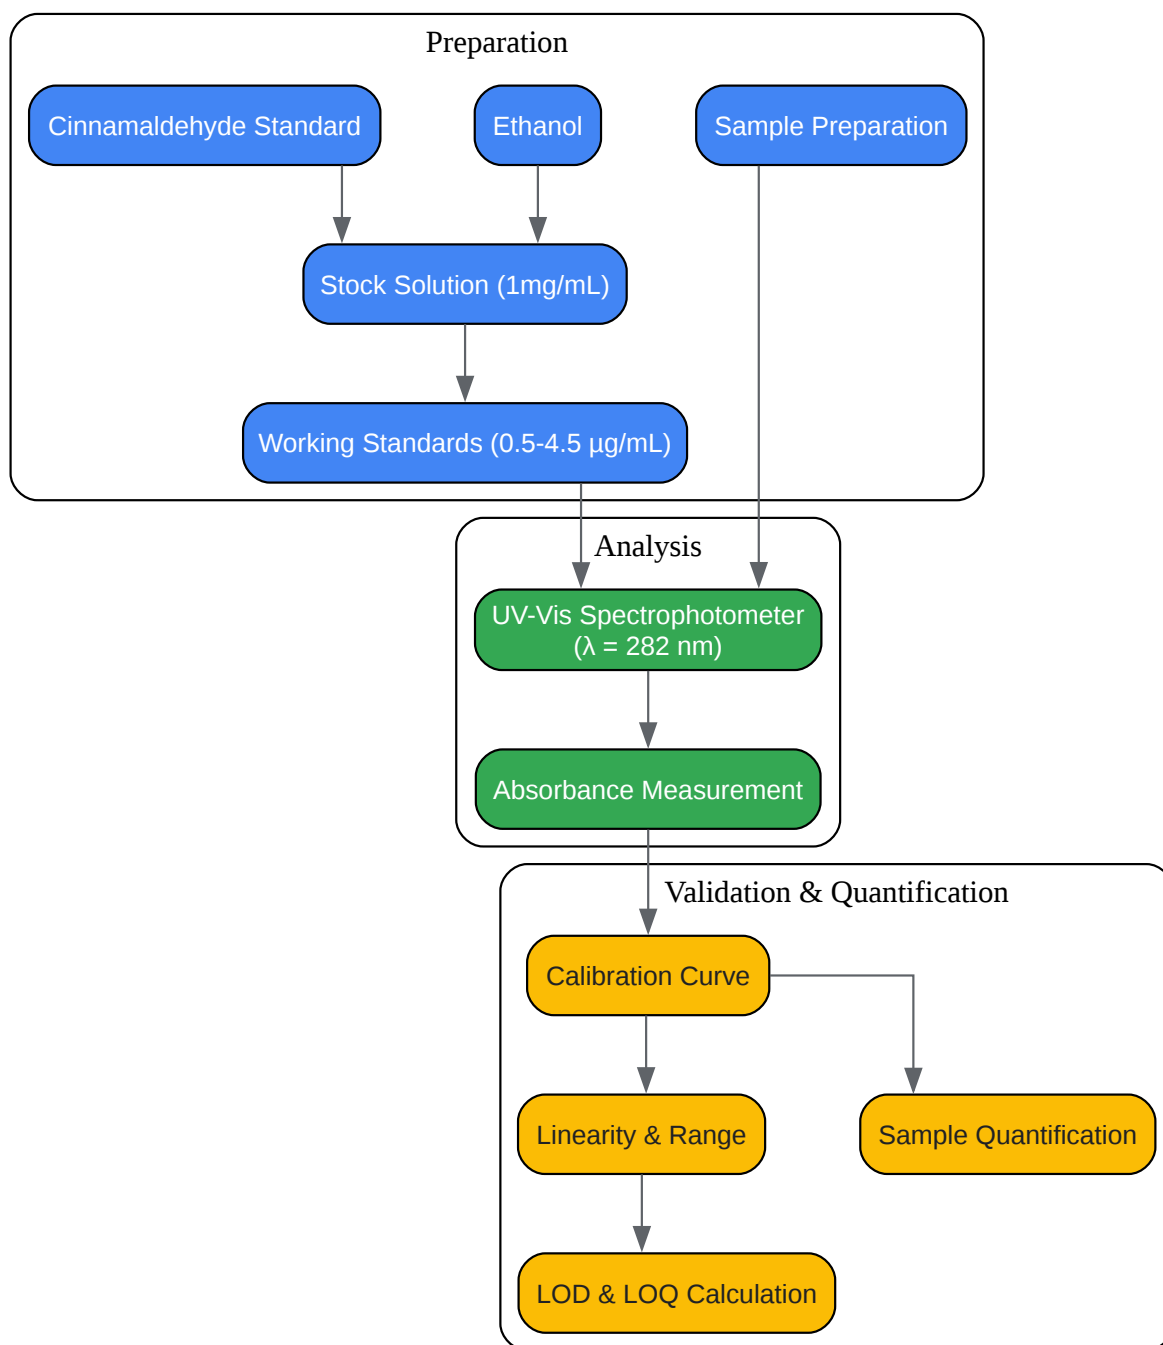 Preparation
Cinnamaldehyde Standard
Ethanol
Sample Preparation
Stock Solution (1mg/mL)
Working Standards (0.5-4.5 µg/mL)
Analysis
UV-Vis Spectrophotometer
(λ = 282 nm)
Absorbance Measurement
Validation & Quantification
Calibration Curve
Linearity & Range
Sample Quantification
LOD & LOQ Calculation